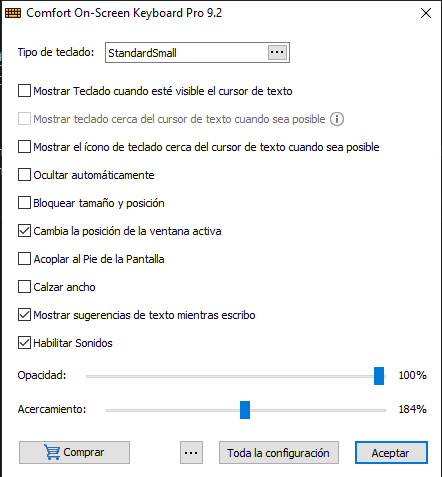 Comfort On-Screen Keyboard Pro 9.2
Tipo de teclado: StandardSmall ...
Mostrar Teclado cuando esté visible el cursor de texto
Mostrar teclado cerca del cursor de texto cuando sea posible
Mostrar el ícono de teclado cerca del cursor de texto cuando sea posible
Ocultar automáticamente
Bloquear tamaño y posición
Cambia la posición de la ventana activa
Acoplar al Pie de la Pantalla
Calzar ancho
Mostrar sugerencias de texto mientras escribo
Habilitar Sonidos
Opacidad: 100%
Acercamiento: 184%
Comprar ... Toda la configuración Aceptar